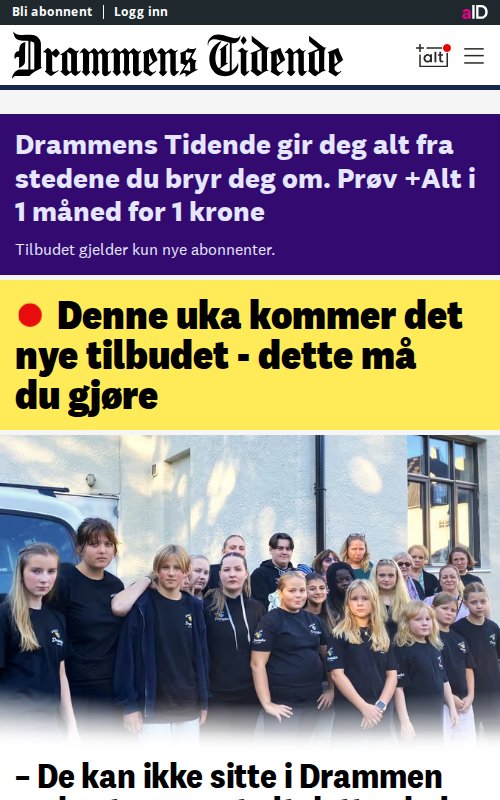 Bli abonnent | Logg inn
aID
Drammens Tidende
+alt
Drammens Tidende gir deg alt fra
stedene du bryr deg om. Prøv +Alt i
1 måned for 1 krone
Tilbudet gjelder kun nye abonnenter.
Denne uka kommer det
nye tilbudet - dette må
du gjøre
– De kan ikke sitte i Drammen